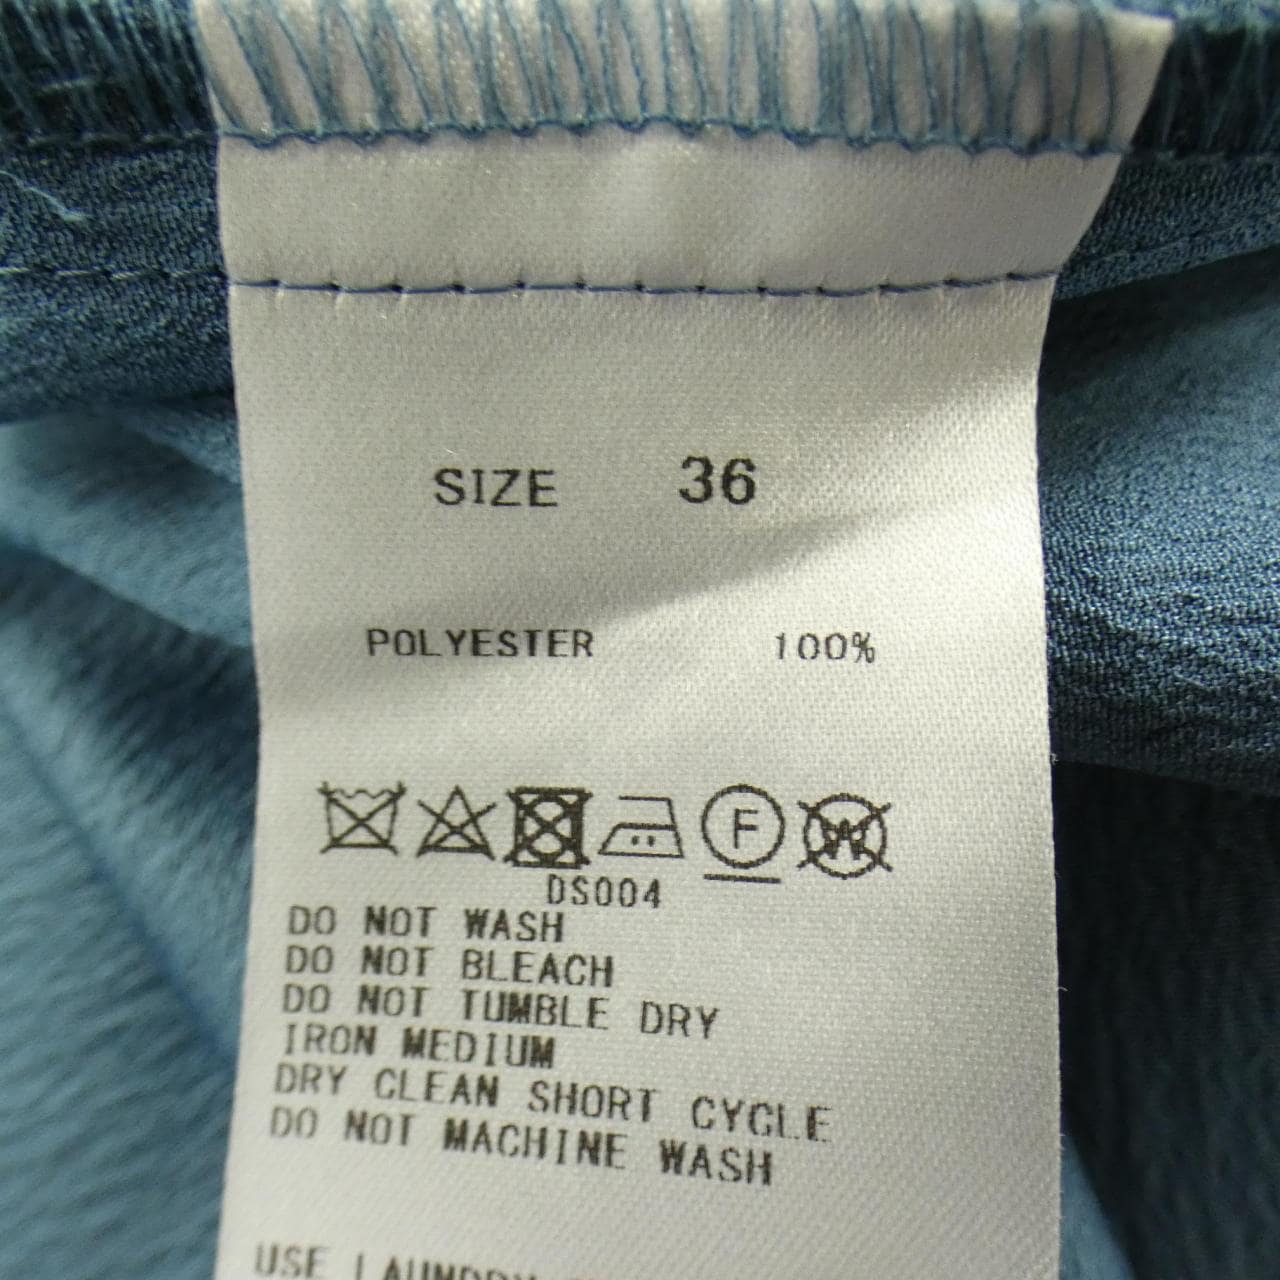 SIZE 36
POLYESTER 100%
F W
DS004
DO NOT WASH
DO NOT BLEACH
DO NOT TUMBLE DRY
IRON MEDIUM
DRY CLEAN SHORT CYCLE
DO NOT MACHINE WASH
USE